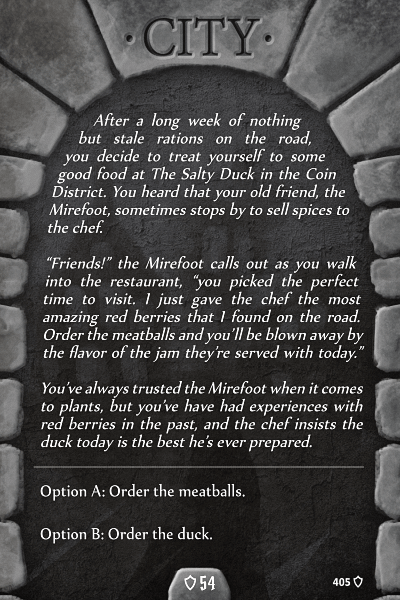 · CITY ·
After a long week of nothing
but stale rations on the road,
you decide to treat yourself to some
good food at The Salty Duck in the Coin
District. You heard that your old friend, the
Mirefoot, sometimes stops by to sell spices to
the chef.
“Friends!” the Mirefoot calls out as you walk
into the restaurant, “you picked the perfect
time to visit. I just gave the chef the most
amazing red berries that I found on the road.
Order the meatballs and you’ll be blown away by
the flavor of the jam they’re served with today.”
You’ve always trusted the Mirefoot when it comes
to plants, but you’ve have had experiences with
red berries in the past, and the chef insists the
duck today is the best he’s ever prepared.
Option A: Order the meatballs.
Option B: Order the duck.
54
405